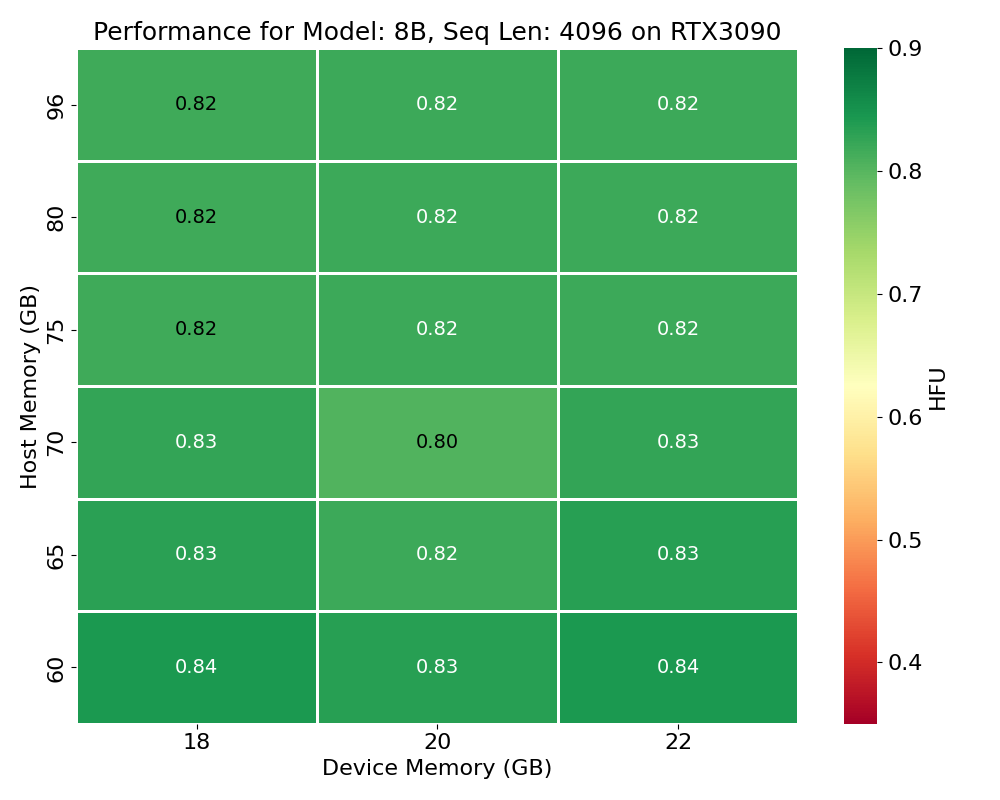 Performance for Model: 8B, Seq Len: 4096 on RTX3090
Host Memory (GB)
96
0.82 0.82 0.82
80
0.82 0.82 0.82
75
0.82 0.82 0.82
70
0.83 0.80 0.83
65
0.83 0.82 0.83
60
0.84 0.83 0.84
18 20 22
Device Memory (GB)
0.9
0.8
0.7
0.6
0.5
0.4
HFU